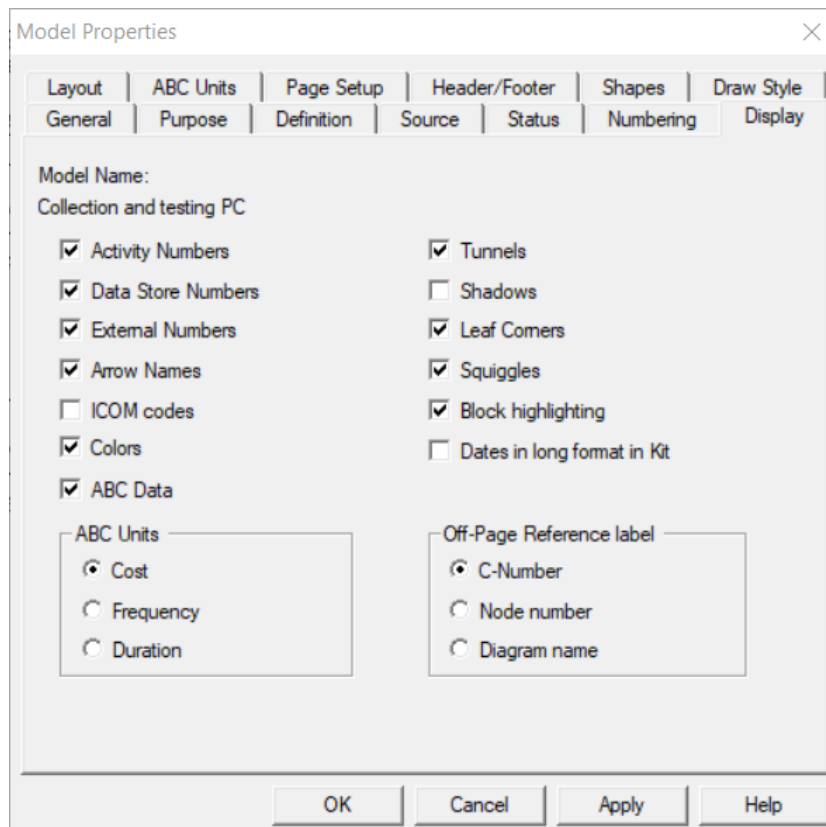 Model Properties
Layout ABC Units Page Setup Header/Footer Shapes Draw Style
General Purpose Definition Source Status Numbering Display
Model Name:
Collection and testing PC
Activity Numbers
Data Store Numbers
External Numbers
Arrow Names
ICOM codes
Colors
ABC Data
Tunnels
Shadows
Leaf Corners
Squiggles
Block highlighting
Dates in long format in Kit
ABC Units
Cost
Frequency
Duration
Off-Page Reference label
C-Number
Node number
Diagram name
OK Cancel Apply Help